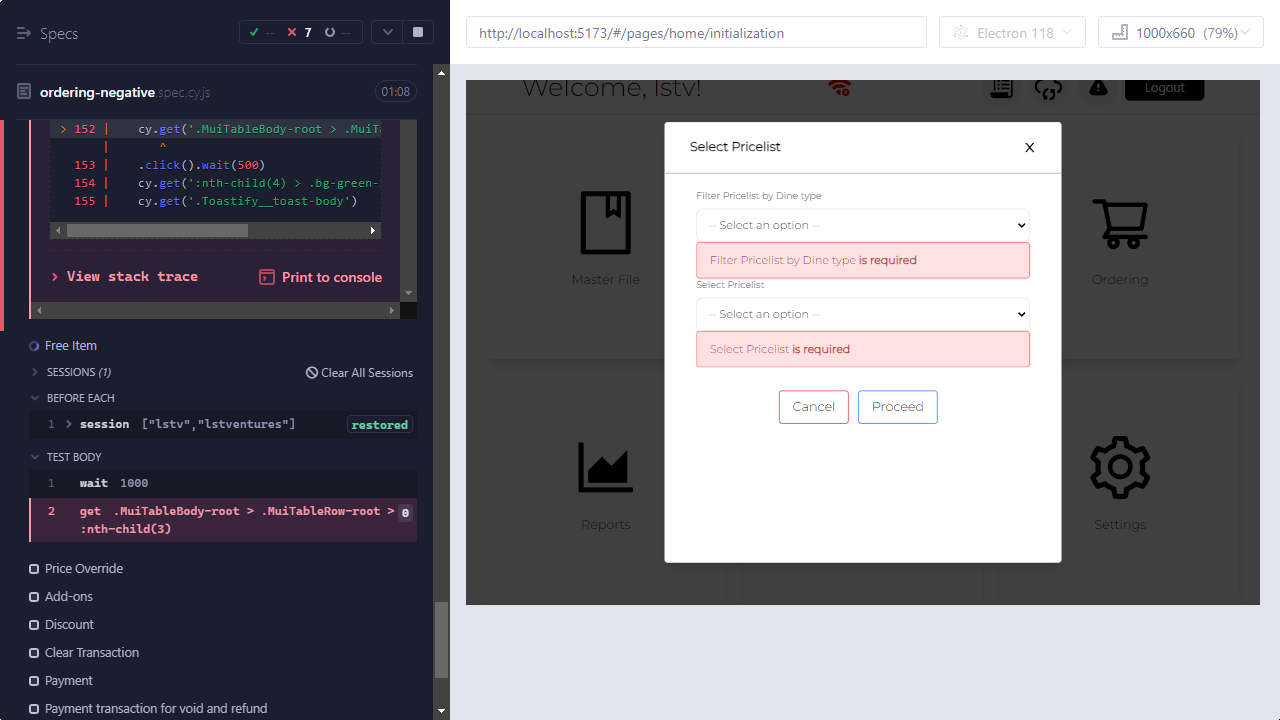 Specs
-- 7 --
ordering-negative.spec.cy.js 01:08
> 152 | cy.get('.MuiTableBody-root > .MuiT
| ^
153 | .click().wait(500)
154 | cy.get(':nth-child(4) > .bg-green-
155 | cy.get('.Toastify__toast-body')
View stack trace
Print to console
Free Item
SESSIONS (1)
Clear All Sessions
BEFORE EACH
1 session ["lstv","lstventures"] restored
TEST BODY
1 wait 1000
2 get .MuiTableBody-root > .MuiTableRow-root > :nth-child(3) 0
Price Override
Add-ons
Discount
Clear Transaction
Payment
Payment transaction for void and refund
http://localhost:5173/#/pages/home/initialization
Electron 118
1000x660 (79%)
Welcome, lstv!
Logout
Master File
Ordering
Reports
Settings
Select Pricelist
X
Filter Pricelist by Dine type
-- Select an option --
Filter Pricelist by Dine type is required
Select Pricelist
-- Select an option --
Select Pricelist is required
Cancel
Proceed